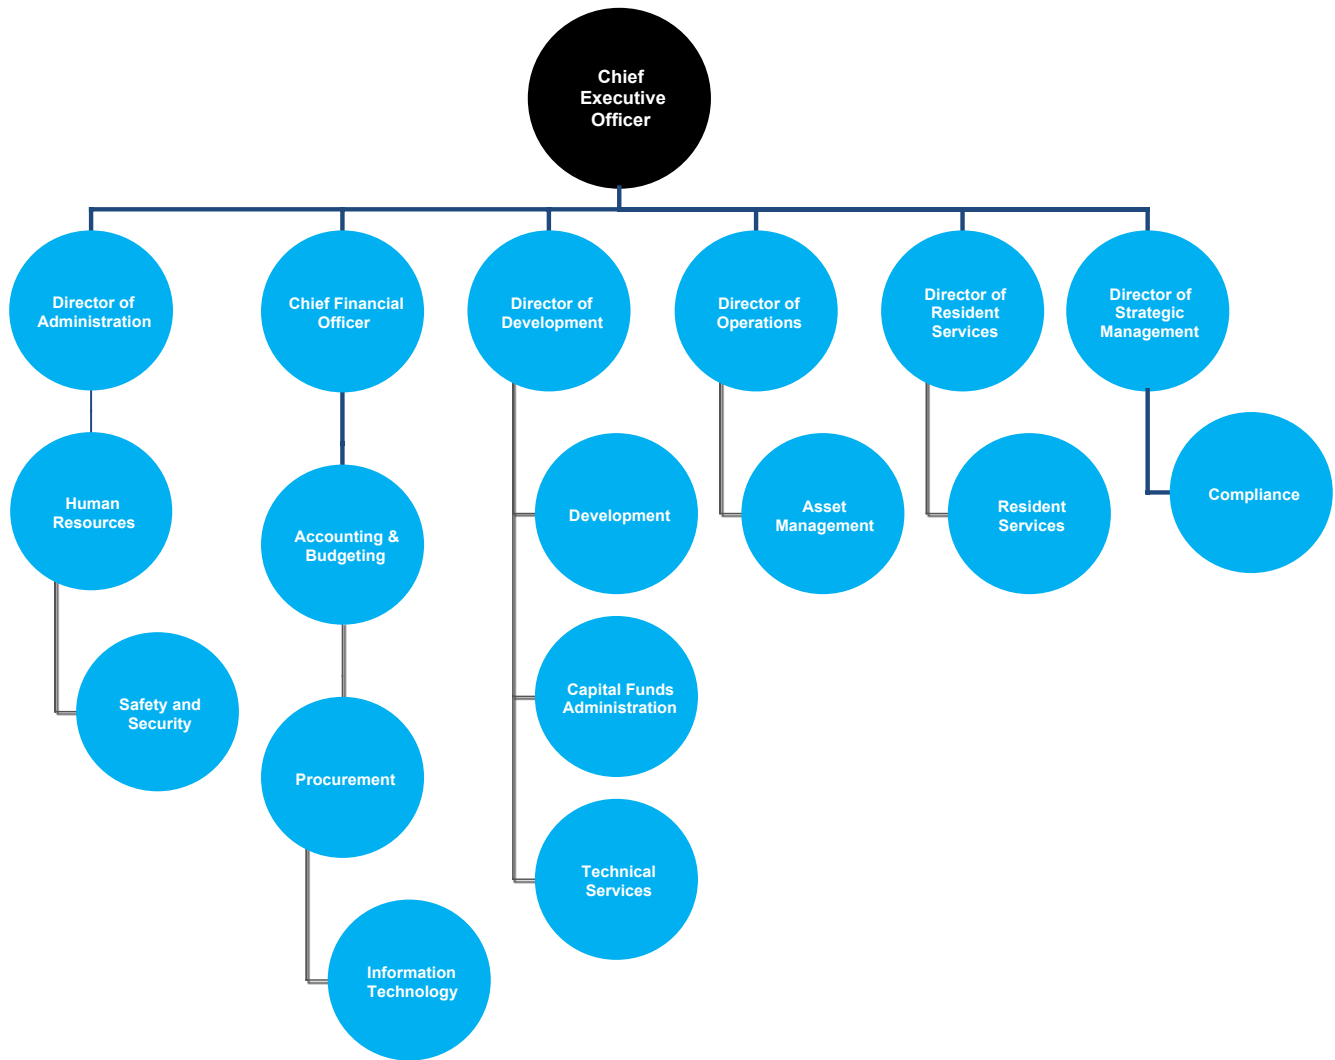 Chief
Executive
Officer
Director of
Administration
Chief Financial
Officer
Director of
Development
Director of
Operations
Director of
Resident
Services
Director of
Strategic
Management
Human
Resources
Accounting &
Budgeting
Development
Asset
Management
Resident
Services
Compliance
Safety and
Security
Procurement
Capital Funds
Administration
Technical
Services
Information
Technology